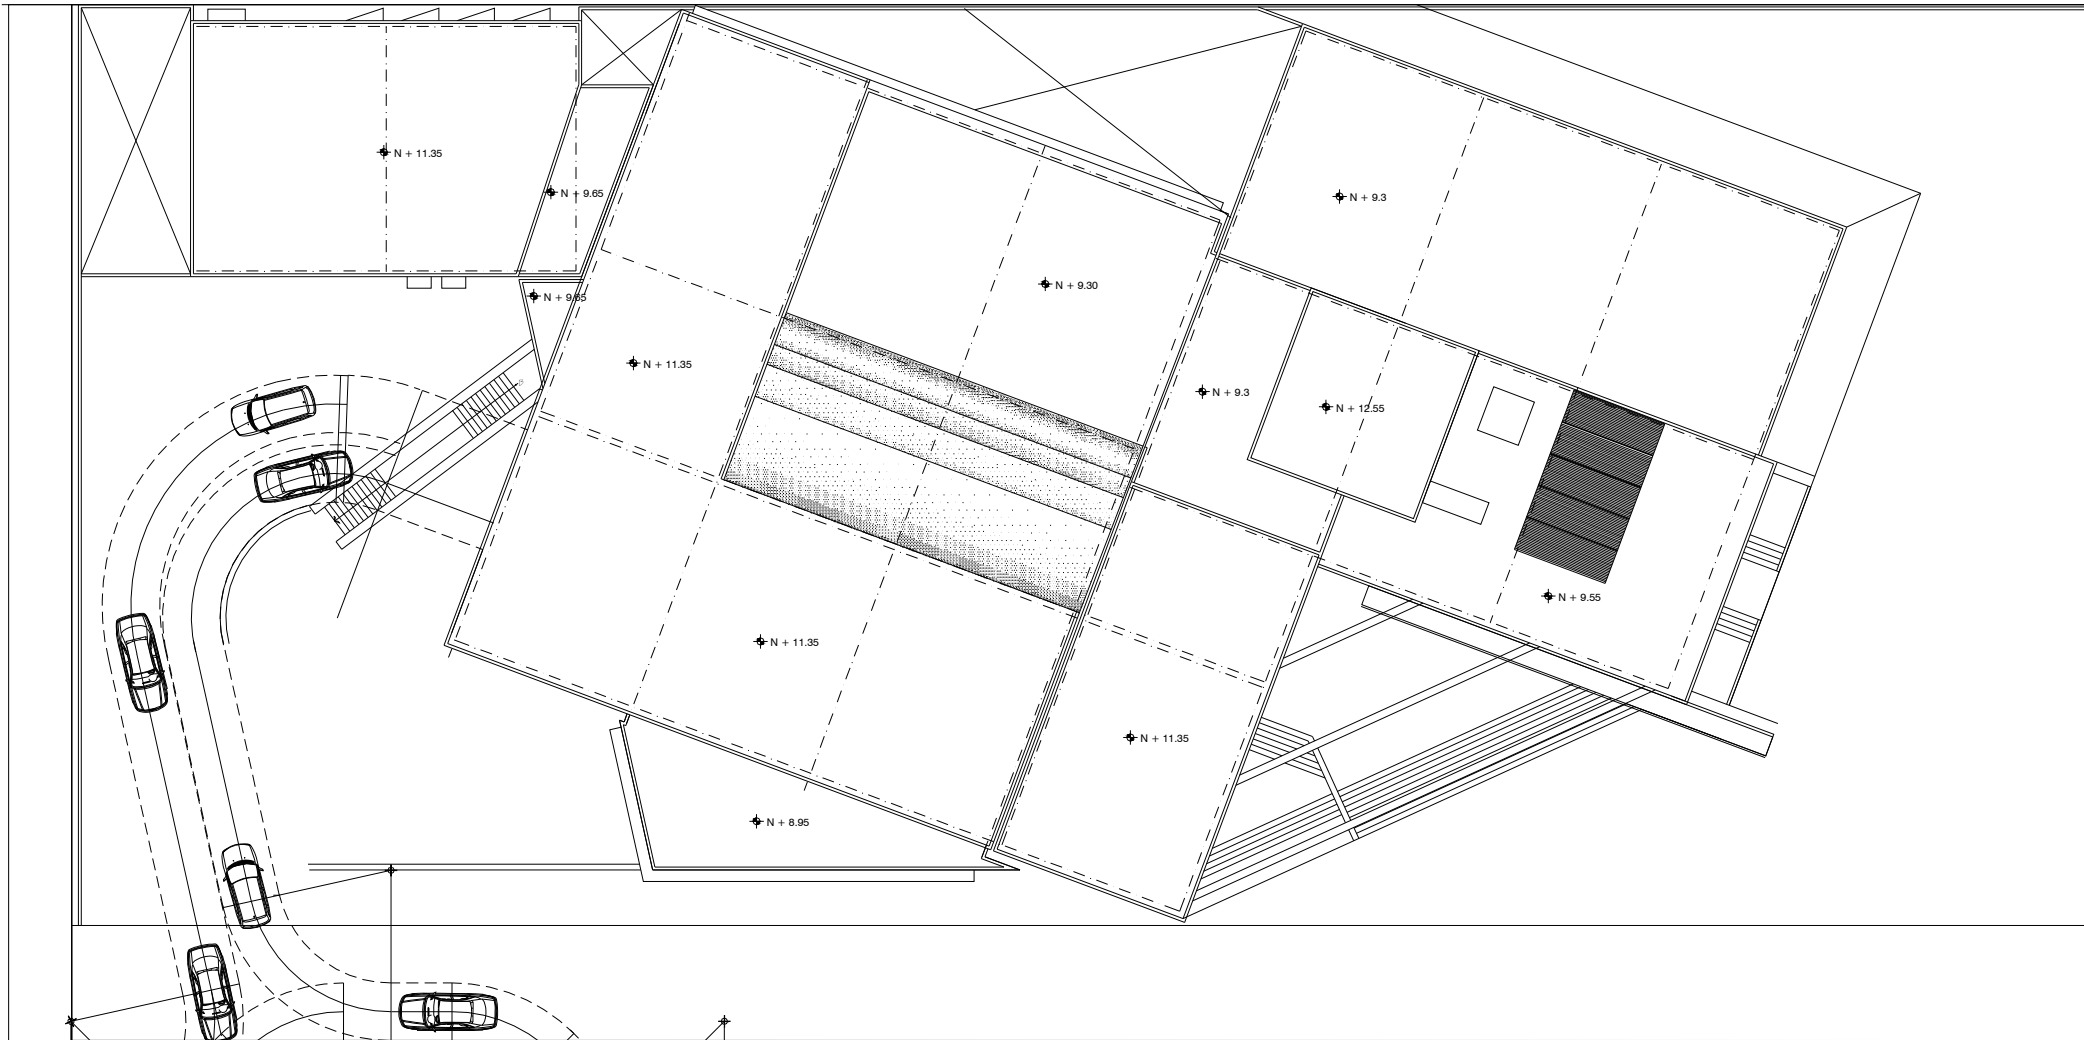 N + 11.35
N + 9.65
N + 9.3
N + 9.30
N + 9.65
N + 11.35
N + 9.3
N + 12.55
N + 9.55
N + 11.35
N + 11.35
N + 8.95